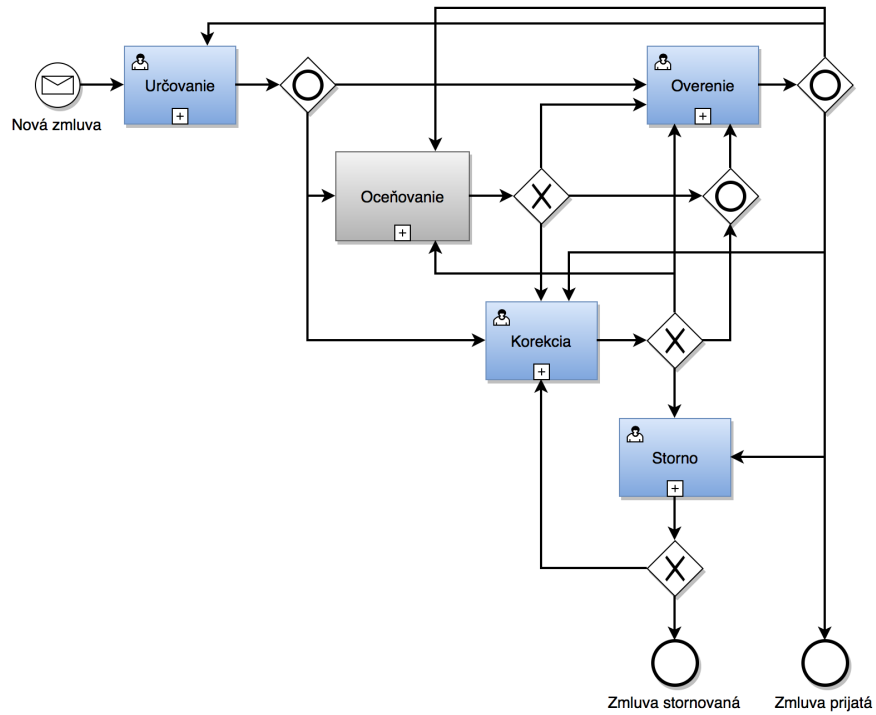 Nová zmluva
Určovanie
Overenie
Oceňovanie
Korekcia
Storno
Zmluva stornovaná
Zmluva prijatá